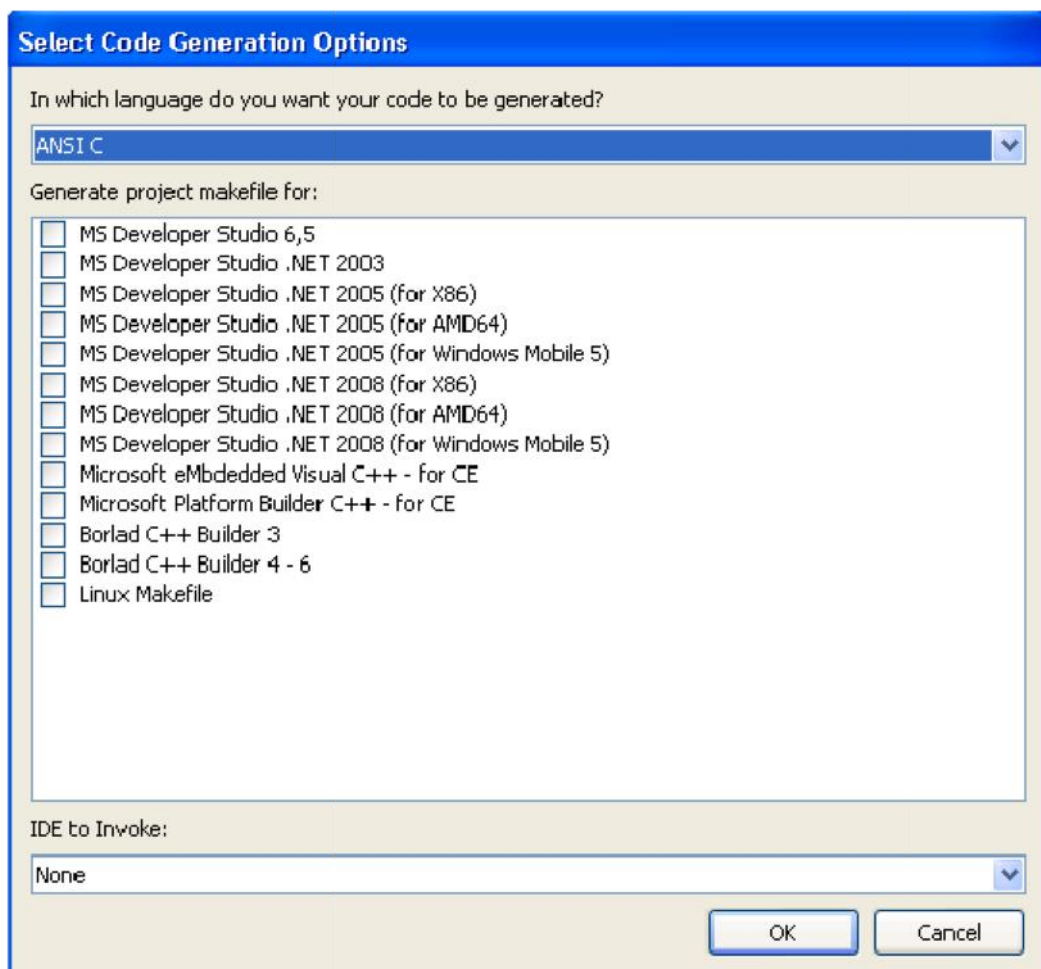 Select Code Generation Options
In which language do you want your code to be generated?
ANSI C
Generate project makefile for:
MS Developer Studio 6,5
MS Developer Studio .NET 2003
MS Developer Studio .NET 2005 (for X86)
MS Developer Studio .NET 2005 (for AMD64)
MS Developer Studio .NET 2005 (for Windows Mobile 5)
MS Developer Studio .NET 2008 (for X86)
MS Developer Studio .NET 2008 (for AMD64)
MS Developer Studio .NET 2008 (for Windows Mobile 5)
Microsoft eMbdedded Visual C++ - for CE
Microsoft Platform Builder C++ - for CE
Borlad C++ Builder 3
Borlad C++ Builder 4 - 6
Linux Makefile
IDE to Invoke:
None
OK Cancel